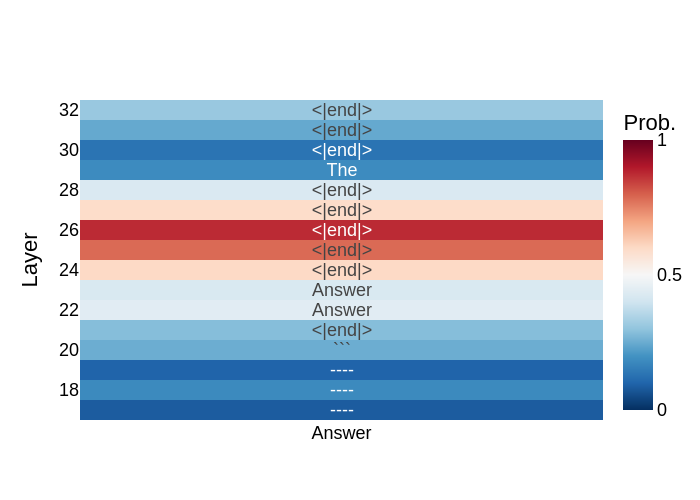 Prob.
32 <|end|> 1
<|end|>
30 <|end|>
The
28 <|end|>
<|end|>
26 <|end|>
<|end|>
24 <|end|> 0.5
Answer
22 Answer
<|end|>
20 ```
----
18 ----
---- 0
Answer
Layer